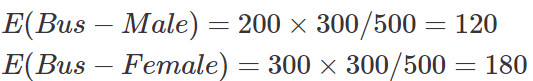 E(Bus − Male) = 200 × 300/500 = 120
E(Bus − Female) = 300 × 300/500 = 180